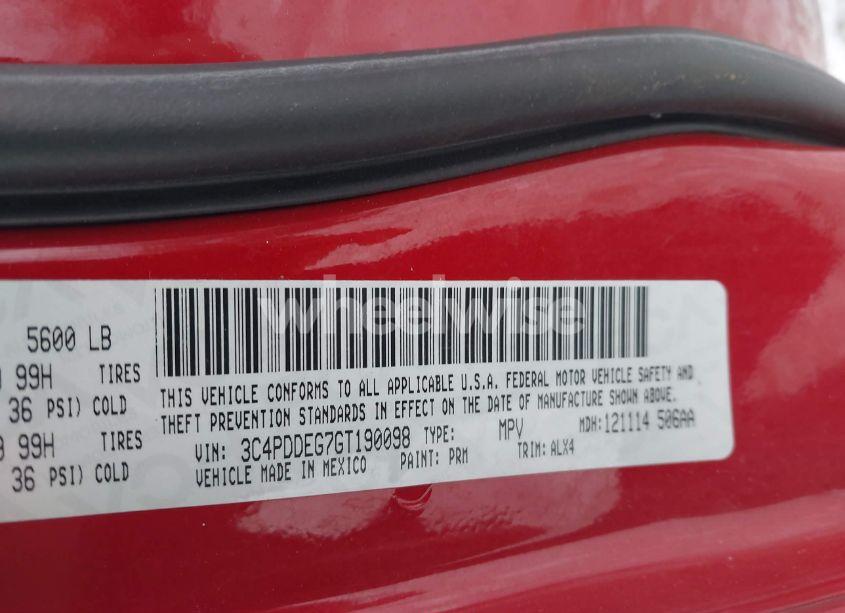 wheelwise
5600 LB
99H TIRES
36 PSI) COLD
99H TIRES
36 PSI) COLD
THIS VEHICLE CONFORMS TO ALL APPLICABLE U.S.A. FEDERAL MOTOR VEHICLE SAFETY AND
THEFT PREVENTION STANDARDS IN EFFECT ON THE DATE OF MANUFACTURE SHOWN ABOVE.
VIN: 3C4PDDEG7GT190098 TYPE: MPV MDH:121114 506AA
VEHICLE MADE IN MEXICO PAINT: PRM TRIM: ALX4